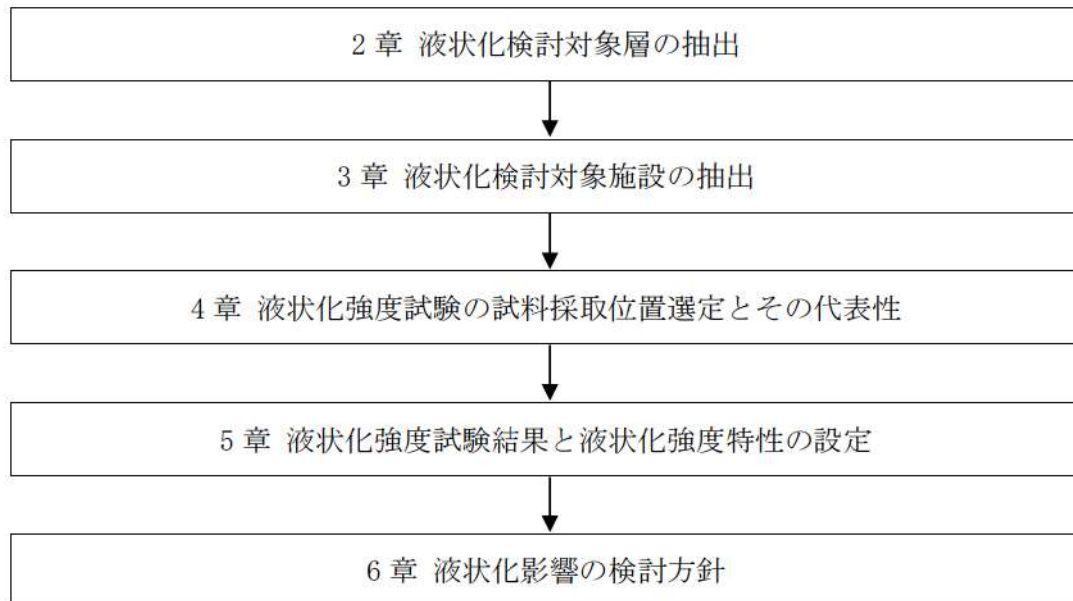 2章 液状化検討対象層の抽出
3章 液状化検討対象施設の抽出
4章 液状化強度試験の試料採取位置選定とその代表性
5章 液状化強度試験結果と液状化強度特性の設定
6章 液状化影響の検討方針